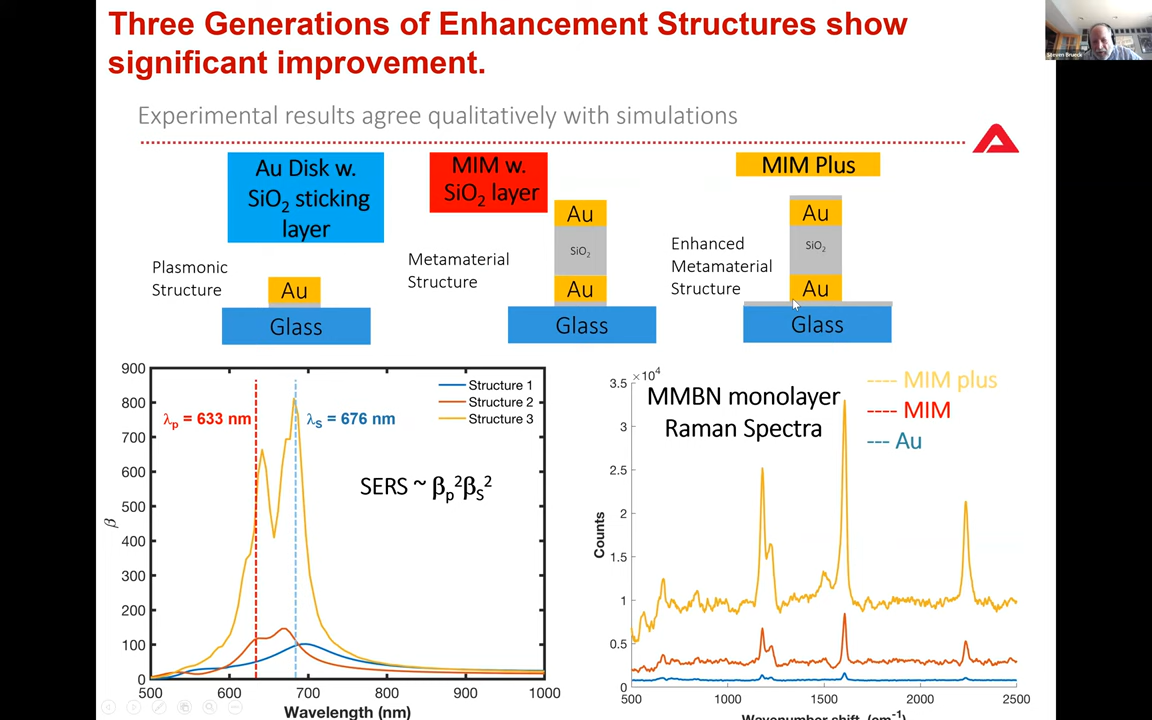 Three Generations of Enhancement Structures show
significant improvement.
Steven Brueck
Experimental results agree qualitatively with simulations
Au Disk w.
SiO₂ sticking
layer
MIM w.
SiO₂ layer
MIM Plus
Plasmonic
Structure
Au
Glass
Metamaterial
Structure
Au
SiO₂
Au
Glass
Enhanced
Metamaterial
Structure
Au
SiO₂
Au
Glass
900
800
700
600
500
400
300
200
100
0
β
500
600
700
800
900
1000
Wavelength (nm)
λp = 633 nm
λS = 676 nm
Structure 1
Structure 2
Structure 3
SERS ~ βp²βS²
×10⁴
3.5
3
2.5
2
1.5
1
0.5
0
Counts
500
1000
1500
2000
2500
Wavenumber shift (cm⁻¹)
MMBN monolayer
Raman Spectra
---- MIM plus
---- MIM
--- Au